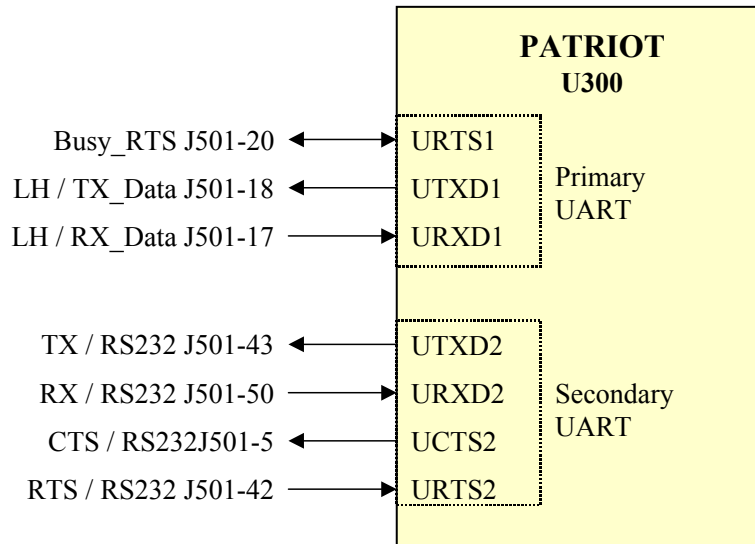 PATRIOT
U300
Busy_RTS J501-20 URTS1
LH / TX_Data J501-18 UTXD1
LH / RX_Data J501-17 URXD1
Primary
UART
TX / RS232 J501-43 UTXD2
RX / RS232 J501-50 URXD2
CTS / RS232J501-5 UCTS2
RTS / RS232 J501-42 URTS2
Secondary
UART